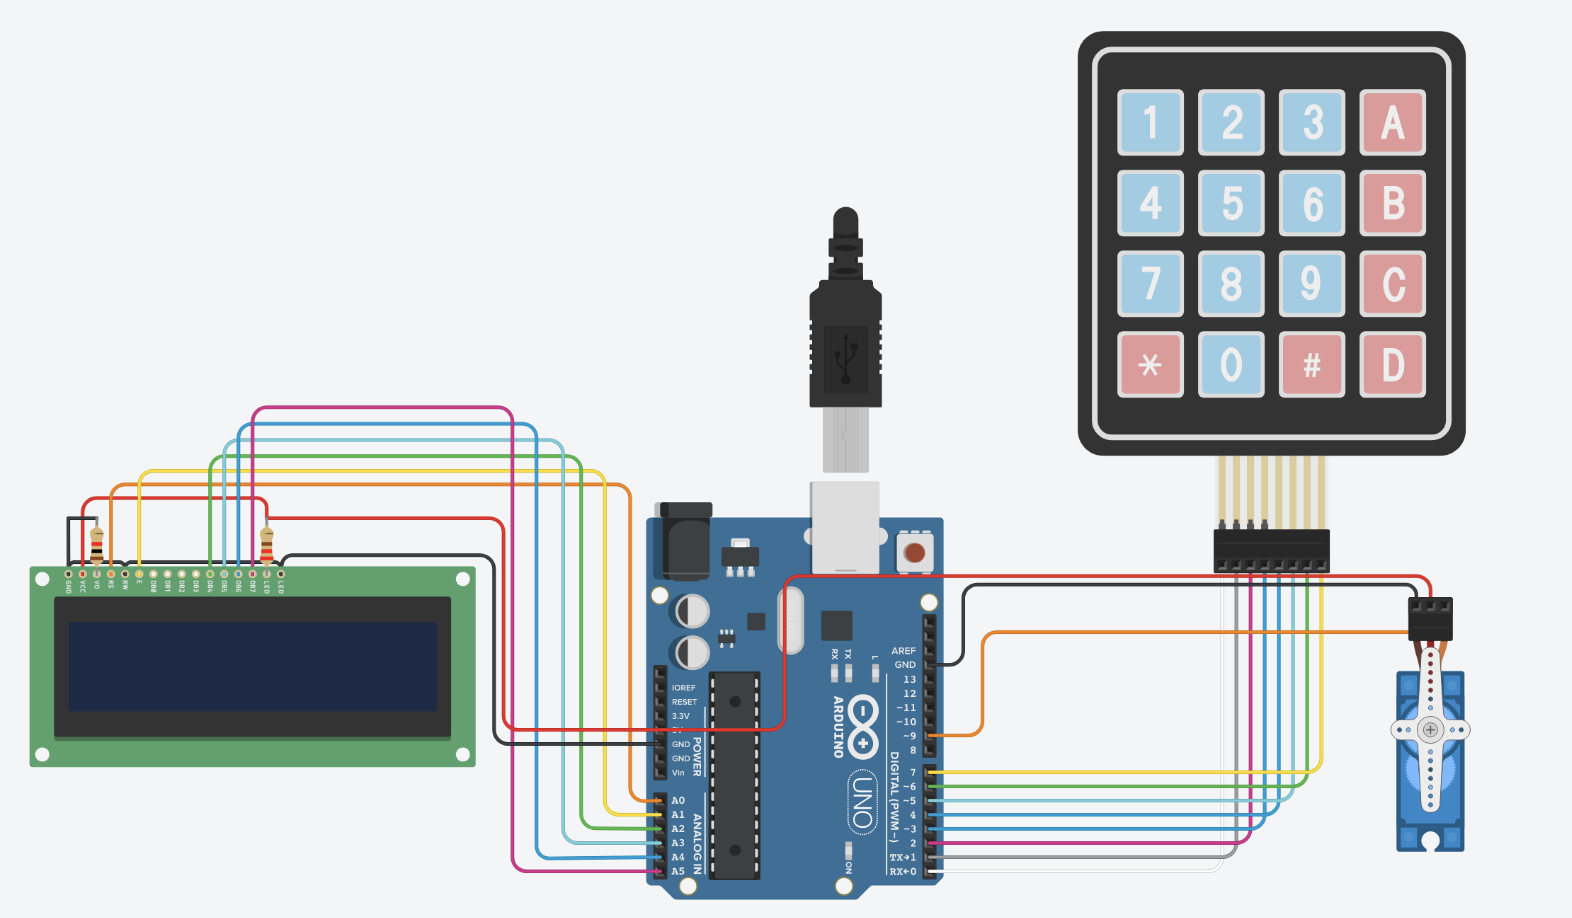 1 2 3 A
4 5 6 B
7 8 9 C
* 0 # D
GND VCC VO RS RW E DB0 DB1 DB2 DB3 DB4 DB5 DB6 DB7 LED LED
IOREF
RESET
3.3V
5V
GND
GND
Vin
POWER
A0
A1
A2
A3
A4
A5
ANALOG IN
RX
TX
L
ARDUINO
UNO
ON
AREF
GND
13
12
~11
~10
~9
8
7
~6
~5
4
~3
2
TX→1
RX←0
DIGITAL (PWM~)